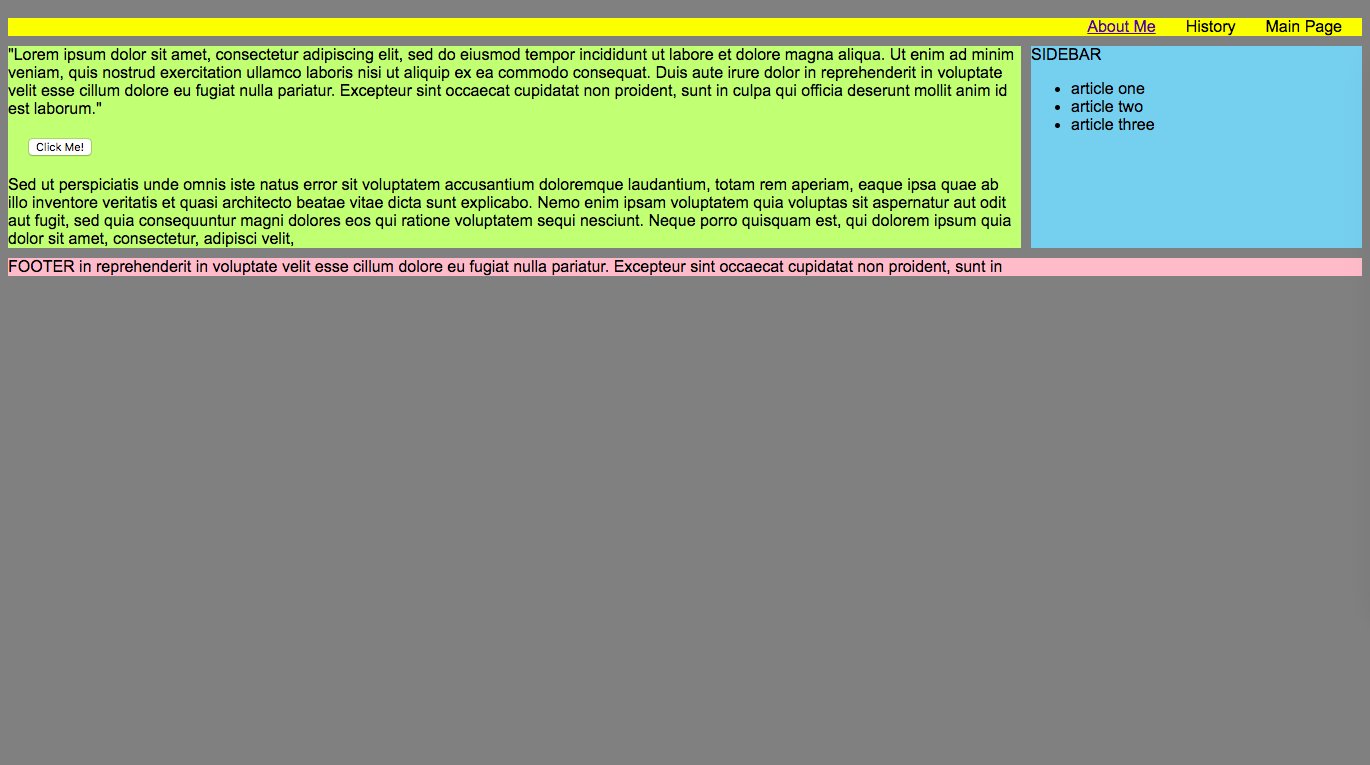 About Me History Main Page
"Lorem ipsum dolor sit amet, consectetur adipiscing elit, sed do eiusmod tempor incididunt ut labore et dolore magna aliqua. Ut enim ad minim
veniam, quis nostrud exercitation ullamco laboris nisi ut aliquip ex ea commodo consequat. Duis aute irure dolor in reprehenderit in voluptate
velit esse cillum dolore eu fugiat nulla pariatur. Excepteur sint occaecat cupidatat non proident, sunt in culpa qui officia deserunt mollit anim id
est laborum."
Click Me!
Sed ut perspiciatis unde omnis iste natus error sit voluptatem accusantium doloremque laudantium, totam rem aperiam, eaque ipsa quae ab
illo inventore veritatis et quasi architecto beatae vitae dicta sunt explicabo. Nemo enim ipsam voluptatem quia voluptas sit aspernatur aut odit
aut fugit, sed quia consequuntur magni dolores eos qui ratione voluptatem sequi nesciunt. Neque porro quisquam est, qui dolorem ipsum quia
dolor sit amet, consectetur, adipisci velit,
SIDEBAR
• article one
• article two
• article three
FOOTER in reprehenderit in voluptate velit esse cillum dolore eu fugiat nulla pariatur. Excepteur sint occaecat cupidatat non proident, sunt in